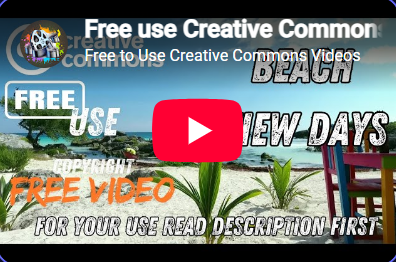 Free use Creative Commons
Free to Use Creative Commons Videos
creative
commons
BEACH
FREE
USE
VIEW DAYS
COPYRIGHT
FREE VIDEO
FOR YOUR USE READ DESCRIPTION FIRST